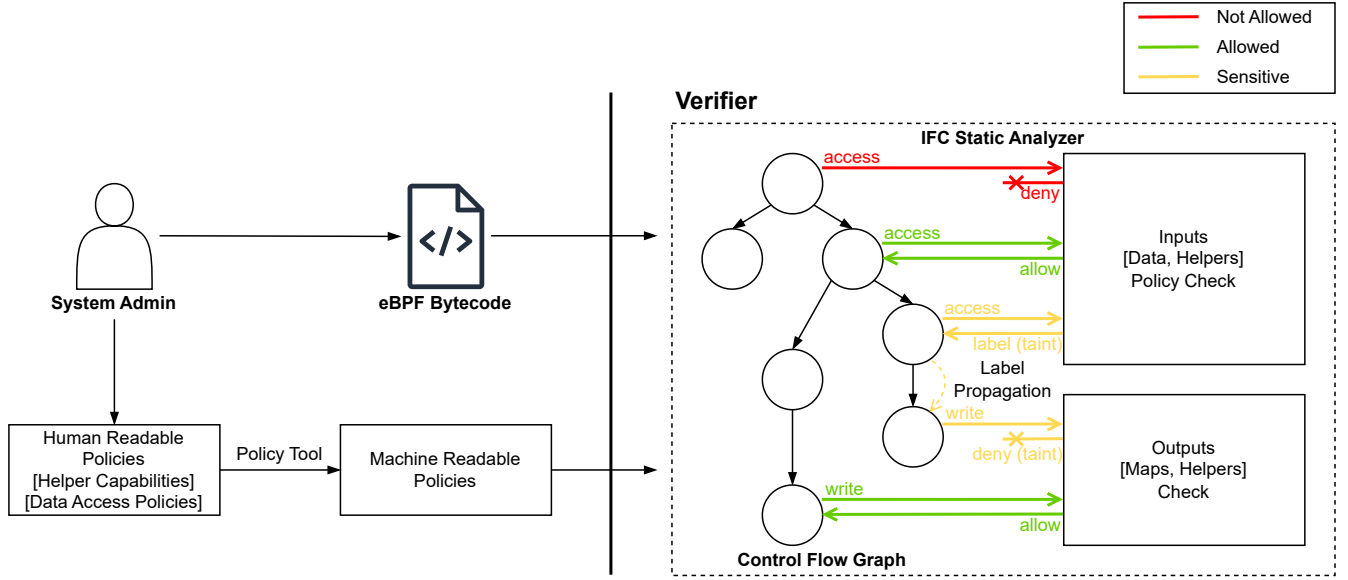 Not Allowed
Allowed
Sensitive
Verifier
IFC Static Analyzer
access
deny
access
allow
Inputs
[Data, Helpers]
Policy Check
</>
System Admin
eBPF Bytecode
access
label (taint)
Label
Propagation
write
deny (taint)
Human Readable
Policies
[Helper Capabilities]
[Data Access Policies]
Policy Tool
Machine Readable
Policies
Outputs
[Maps, Helpers]
Check
write
allow
Control Flow Graph